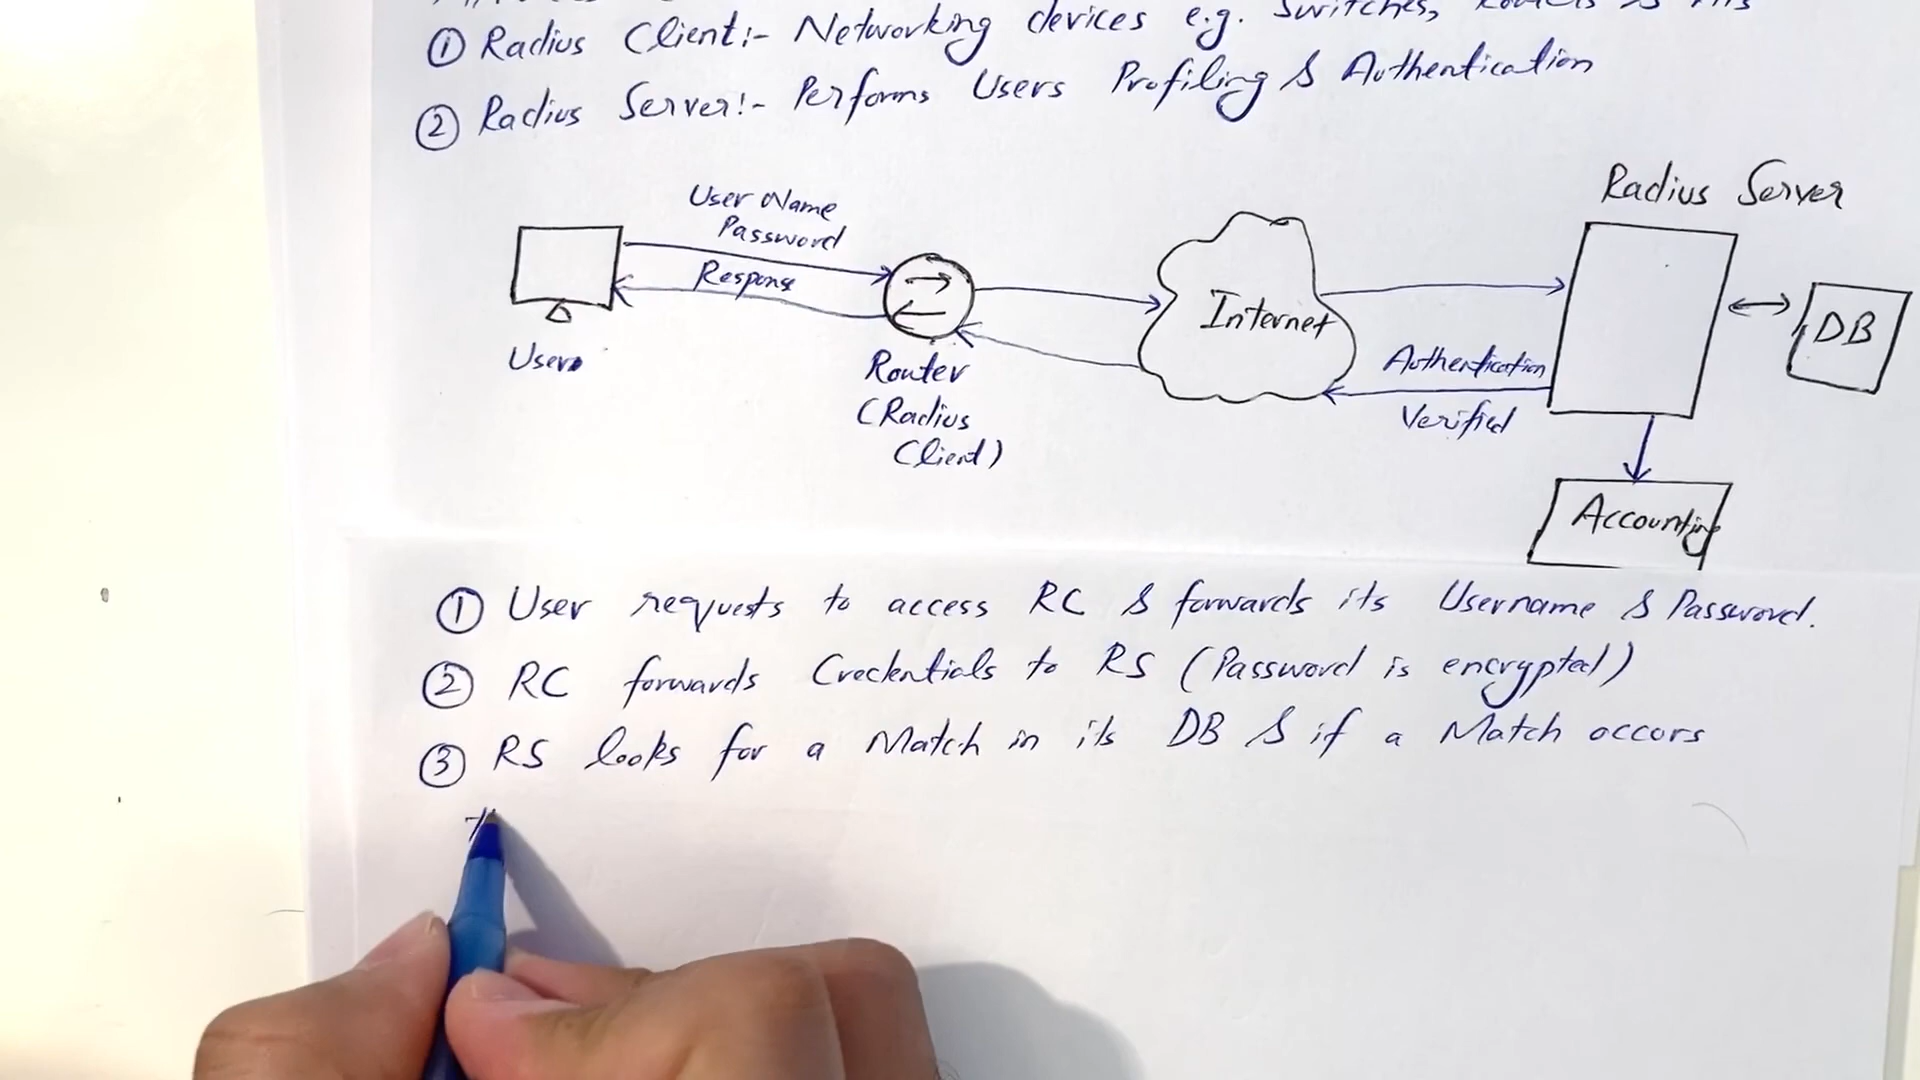 ① Radius Client:- Networking devices e.g. Switches,
② Radius Server:- Performs Users Profiling & Authentication
Radius Server
User Name
Password
Response
Internet
DB
User
Router
(Radius
Client)
Authentication
Verified
Accounting
① User requests to access RC & forwards its Username & Password.
② RC forwards Credentials to RS (Password is encrypted)
③ RS looks for a Match in its DB & if a Match occors